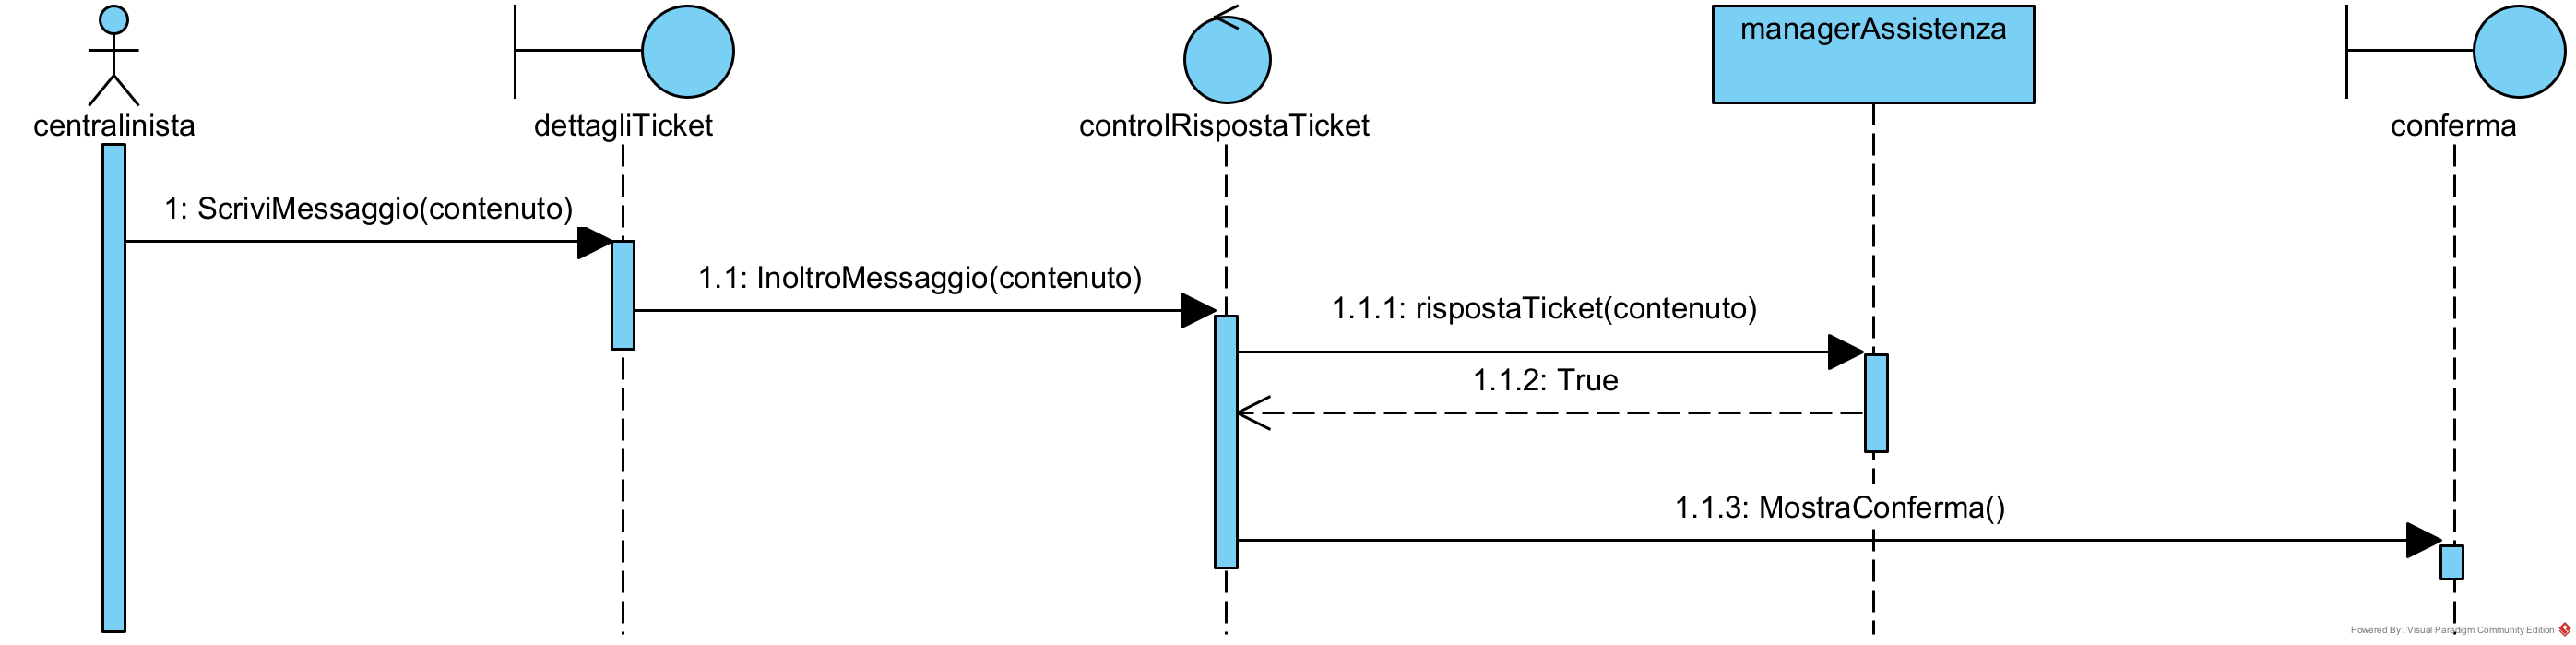 managerAssistenza
centralinista
dettagliTicket
controlRispostaTicket
conferma
1: ScriviMessaggio(contenuto)
1.1: InoltroMessaggio(contenuto)
1.1.1: rispostaTicket(contenuto)
1.1.2: True
1.1.3: MostraConferma()
Powered By Visual Paradigm Community Edition